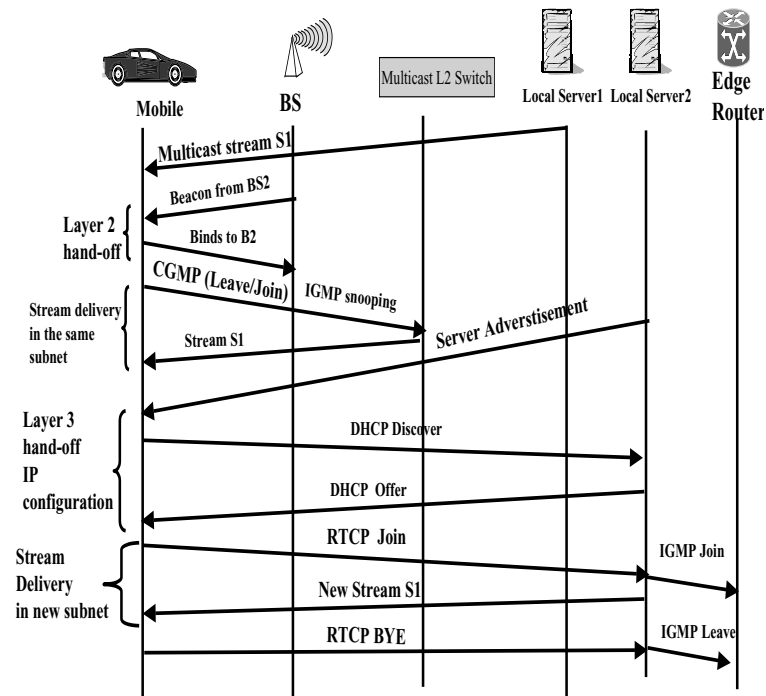 Mobile
BS
Multicast L2 Switch
Local Server1
Local Server2
Edge
Router
Multicast stream S1
Beacon from BS2
Layer 2
hand-off
Binds to B2
CGMP (Leave/Join)
IGMP snooping
Stream delivery
in the same
subnet
Stream S1
Server Adverstisement
Layer 3
hand-off
IP
configuration
DHCP Discover
DHCP Offer
RTCP Join
IGMP Join
Stream
Delivery
in new subnet
New Stream S1
RTCP BYE
IGMP Leave